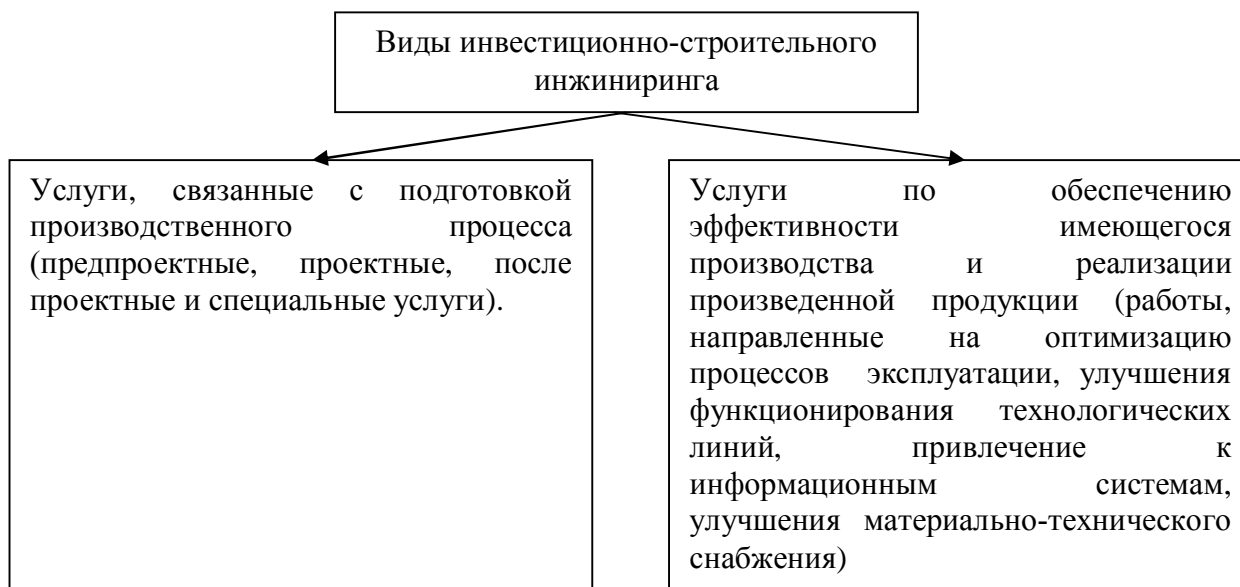 Виды инвестиционно-строительного
инжиниринга
Услуги, связанные с подготовкой
производственного процесса
(предпроектные, проектные, после
проектные и специальные услуги).
Услуги по обеспечению
эффективности имеющегося
производства и реализации
произведенной продукции (работы,
направленные на оптимизацию
процессов эксплуатации, улучшения
функционирования технологических
линий, привлечение к
информационным системам,
улучшения материально-технического
снабжения)